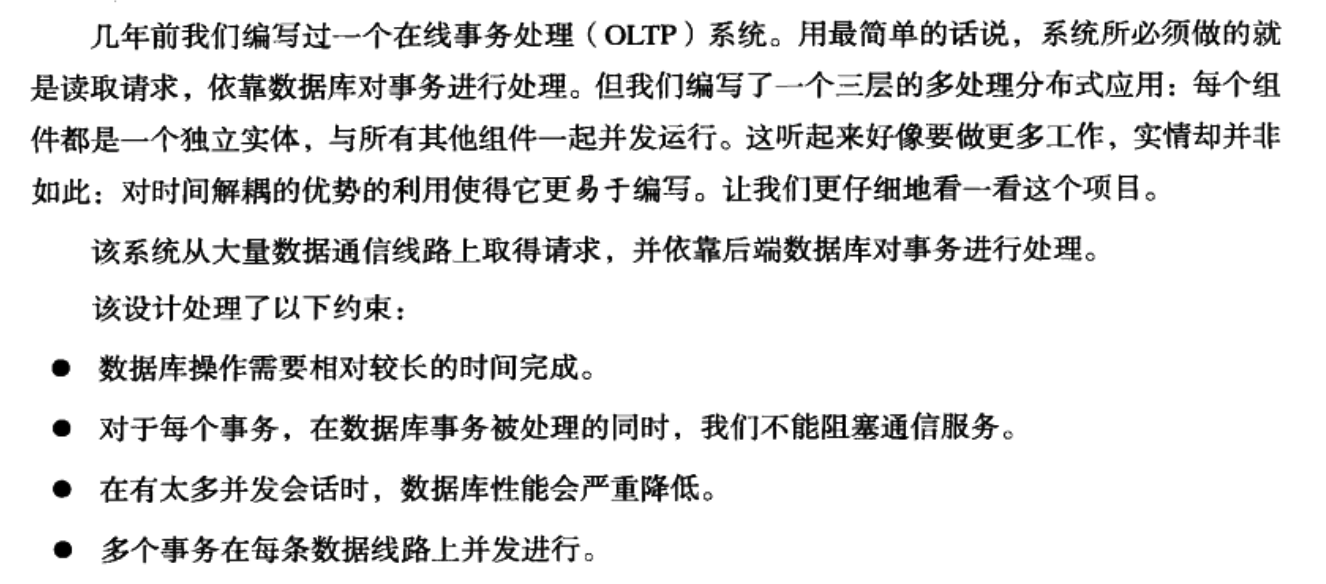 几年前我们编写过一个在线事务处理（OLTP）系统。用最简单的话说，系统所必须做的就
是读取请求，依靠数据库对事务进行处理。但我们编写了一个三层的多处理分布式应用：每个组
件都是一个独立实体，与所有其他组件一起并发运行。这听起来好像要做更多工作，实情却并非
如此：对时间解耦的优势的利用使得它更易于编写。让我们更仔细地看一看这个项目。
该系统从大量数据通信线路上取得请求，并依靠后端数据库对事务进行处理。
该设计处理了以下约束：
● 数据库操作需要相对较长的时间完成。
● 对于每个事务，在数据库事务被处理的同时，我们不能阻塞通信服务。
● 在有太多并发会话时，数据库性能会严重降低。
● 多个事务在每条数据线路上并发进行。